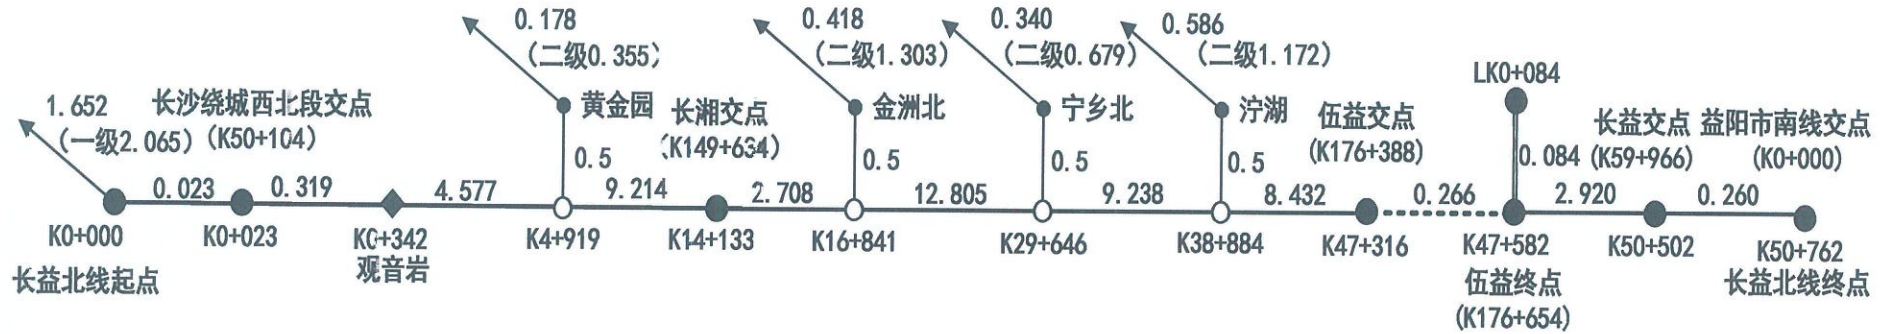 0.178
(二级0.355)
0.418
(二级1.303)
0.340
(二级0.679)
0.586
(二级1.172)
LK0+084
1.652
(一级2.065)
长沙绕城西北段交点
(K50+104)
黄金园
长湘交点
(K149+634)
金洲北
宁乡北
泞湖
伍益交点
(K176+388)
长益交点
(K59+966)
益阳市南线交点
(K0+000)
0.5
0.5
0.5
0.5
0.084
0.023
0.319
4.577
9.214
2.708
12.805
9.238
8.432
0.266
2.920
0.260
K0+000
K0+023
K0+342
K4+919
K14+133
K16+841
K29+646
K38+884
K47+316
K47+582
K50+502
K50+762
长益北线起点
观音岩
伍益终点
(K176+654)
长益北线终点